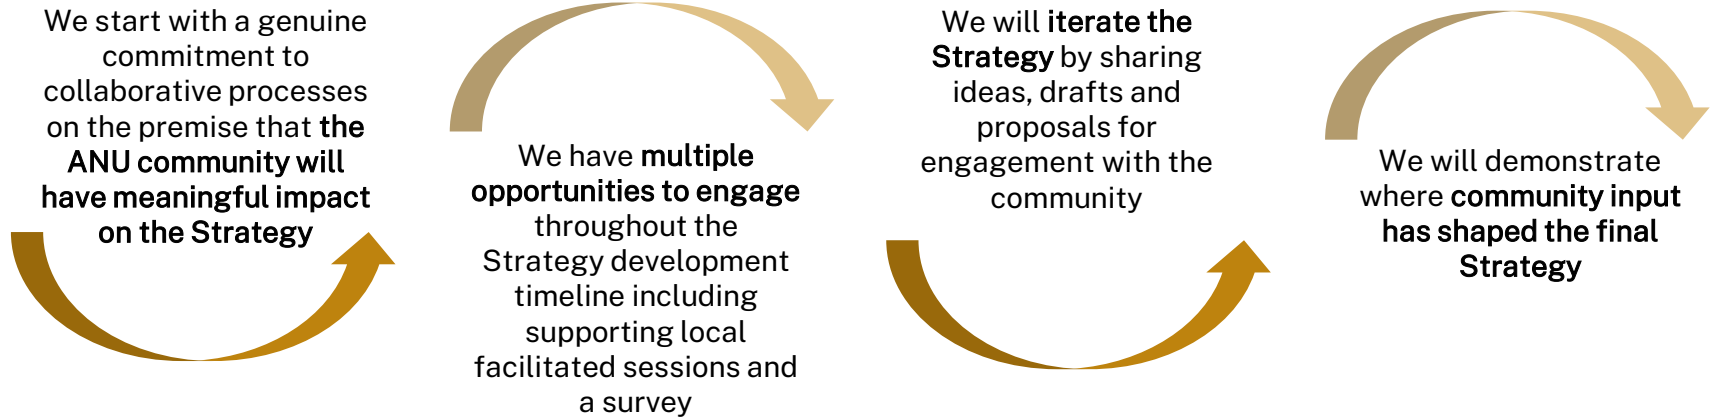 We start with a genuine
commitment to
collaborative processes
on the premise that the
ANU community will
have meaningful impact
on the Strategy
We have multiple
opportunities to engage
throughout the
Strategy development
timeline including
supporting local
facilitated sessions and
a survey
We will iterate the
Strategy by sharing
ideas, drafts and
proposals for
engagement with the
community
We will demonstrate
where community input
has shaped the final
Strategy